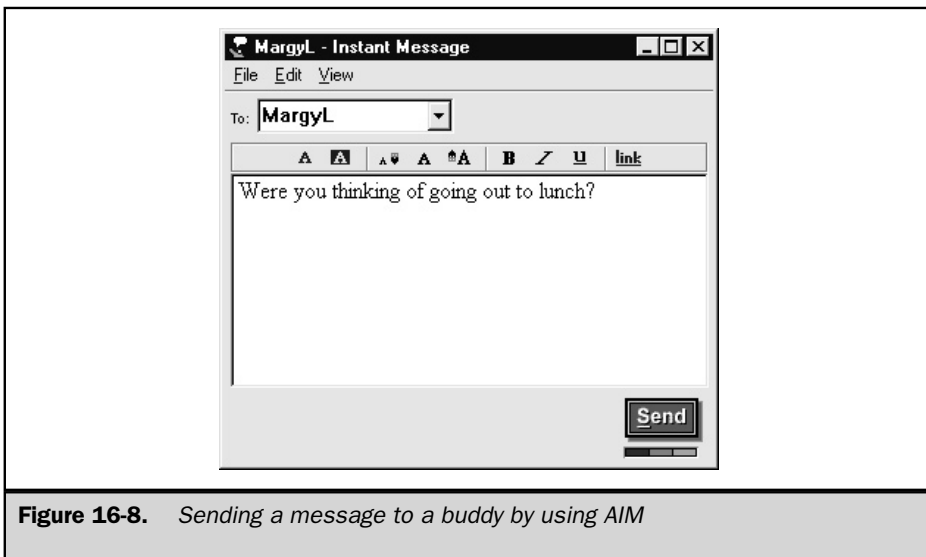 MargyL - Instant Message
File Edit View
To: MargyL
A A A A A B I U link
Were you thinking of going out to lunch?
Send
Figure 16-8. Sending a message to a buddy by using AIM